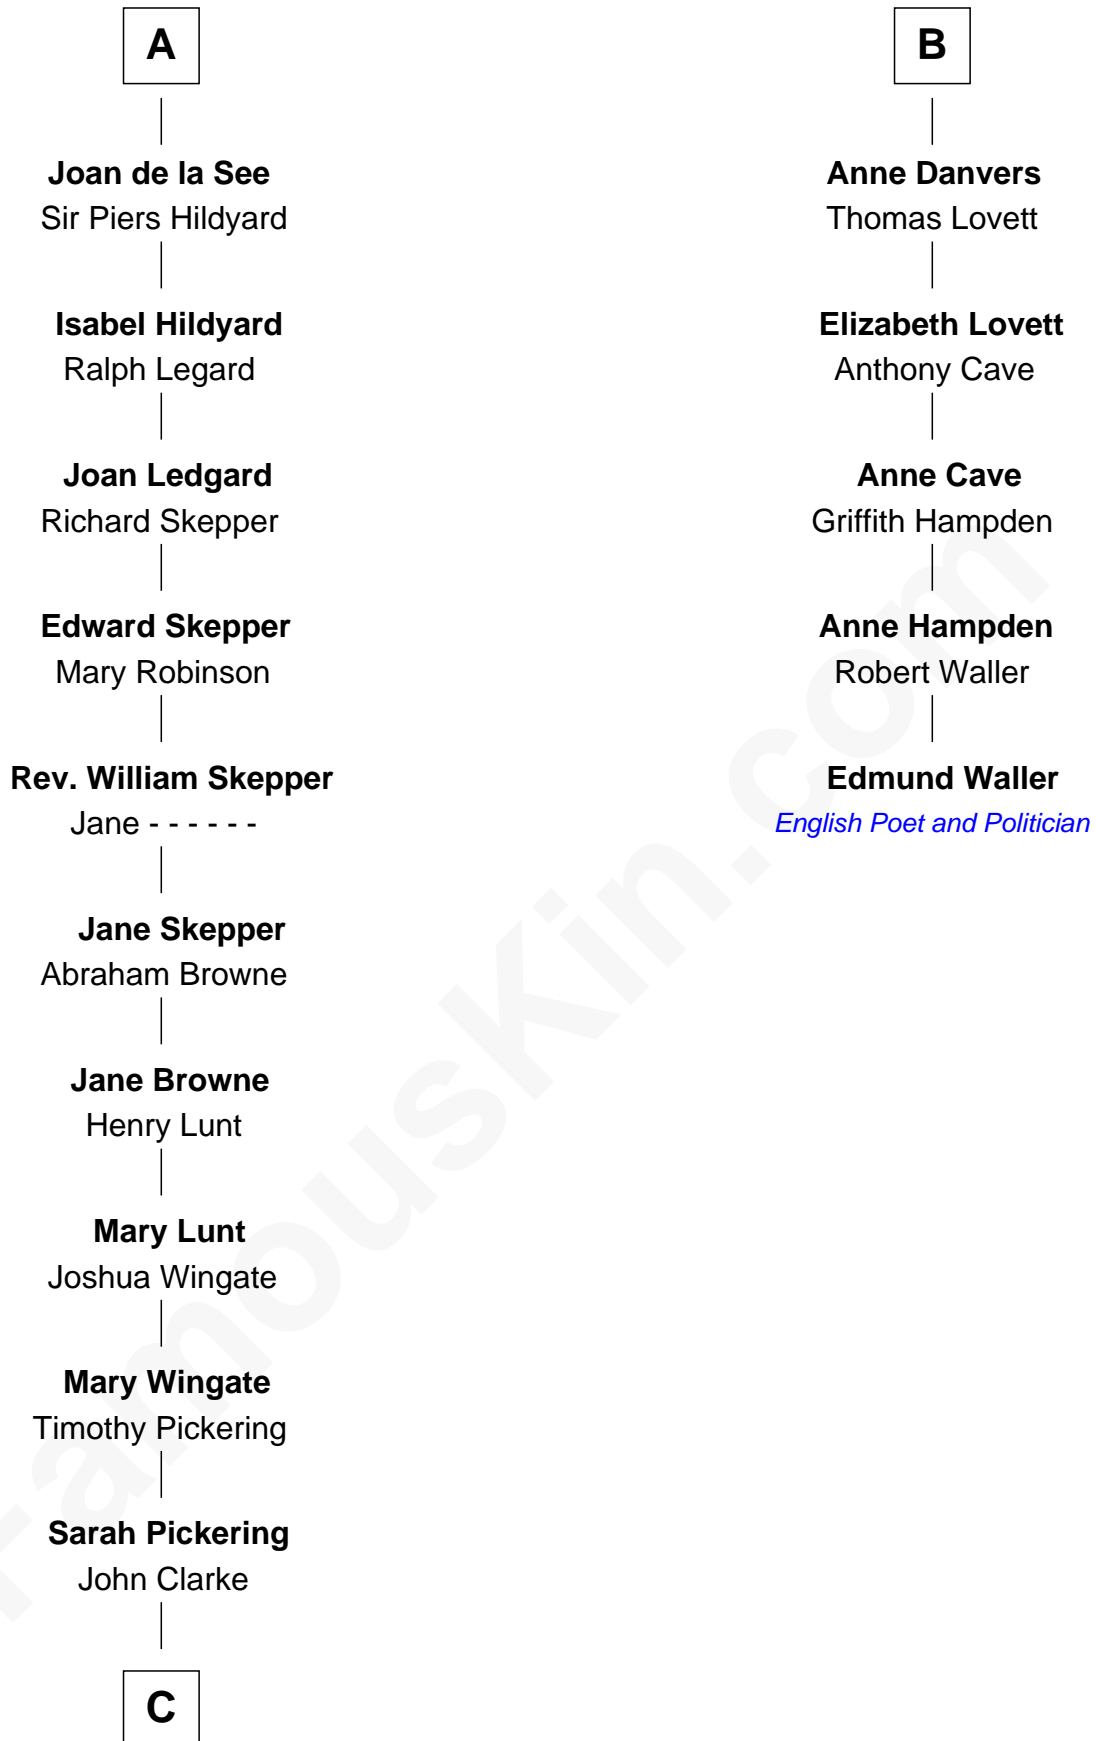 A
Joan de la See
Sir Piers Hildyard
Isabel Hildyard
Ralph Legard
Joan Ledgard
Richard Skepper
Edward Skepper
Mary Robinson
Rev. William Skepper
Jane - - - - - -
Jane Skepper
Abraham Browne
Jane Browne
Henry Lunt
Mary Lunt
Joshua Wingate
Mary Wingate
Timothy Pickering
Sarah Pickering
John Clarke
C
B
Anne Danvers
Thomas Lovett
Elizabeth Lovett
Anthony Cave
Anne Cave
Griffith Hampden
Anne Hampden
Robert Waller
Edmund Waller
English Poet and Politician
FamousKin.com